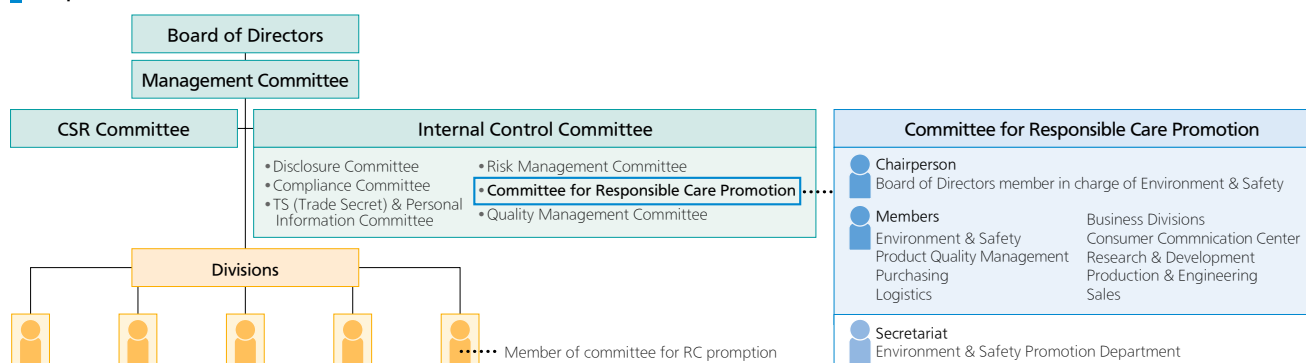 Board of Directors
Management Committee
CSR Committee
Internal Control Committee
• Disclosure Committee
• Compliance Committee
• TS (Trade Secret) & Personal
Information Committee
• Risk Management Committee
• Committee for Responsible Care Promotion
• Quality Management Committee
Committee for Responsible Care Promotion
Chairperson
Board of Directors member in charge of Environment & Safety
Members
Environment & Safety
Product Quality Management
Purchasing
Logistics
Business Divisions
Consumer Commnication Center
Research & Development
Production & Engineering
Sales
Secretariat
Environment & Safety Promotion Department
Divisions
Member of committee for RC promption